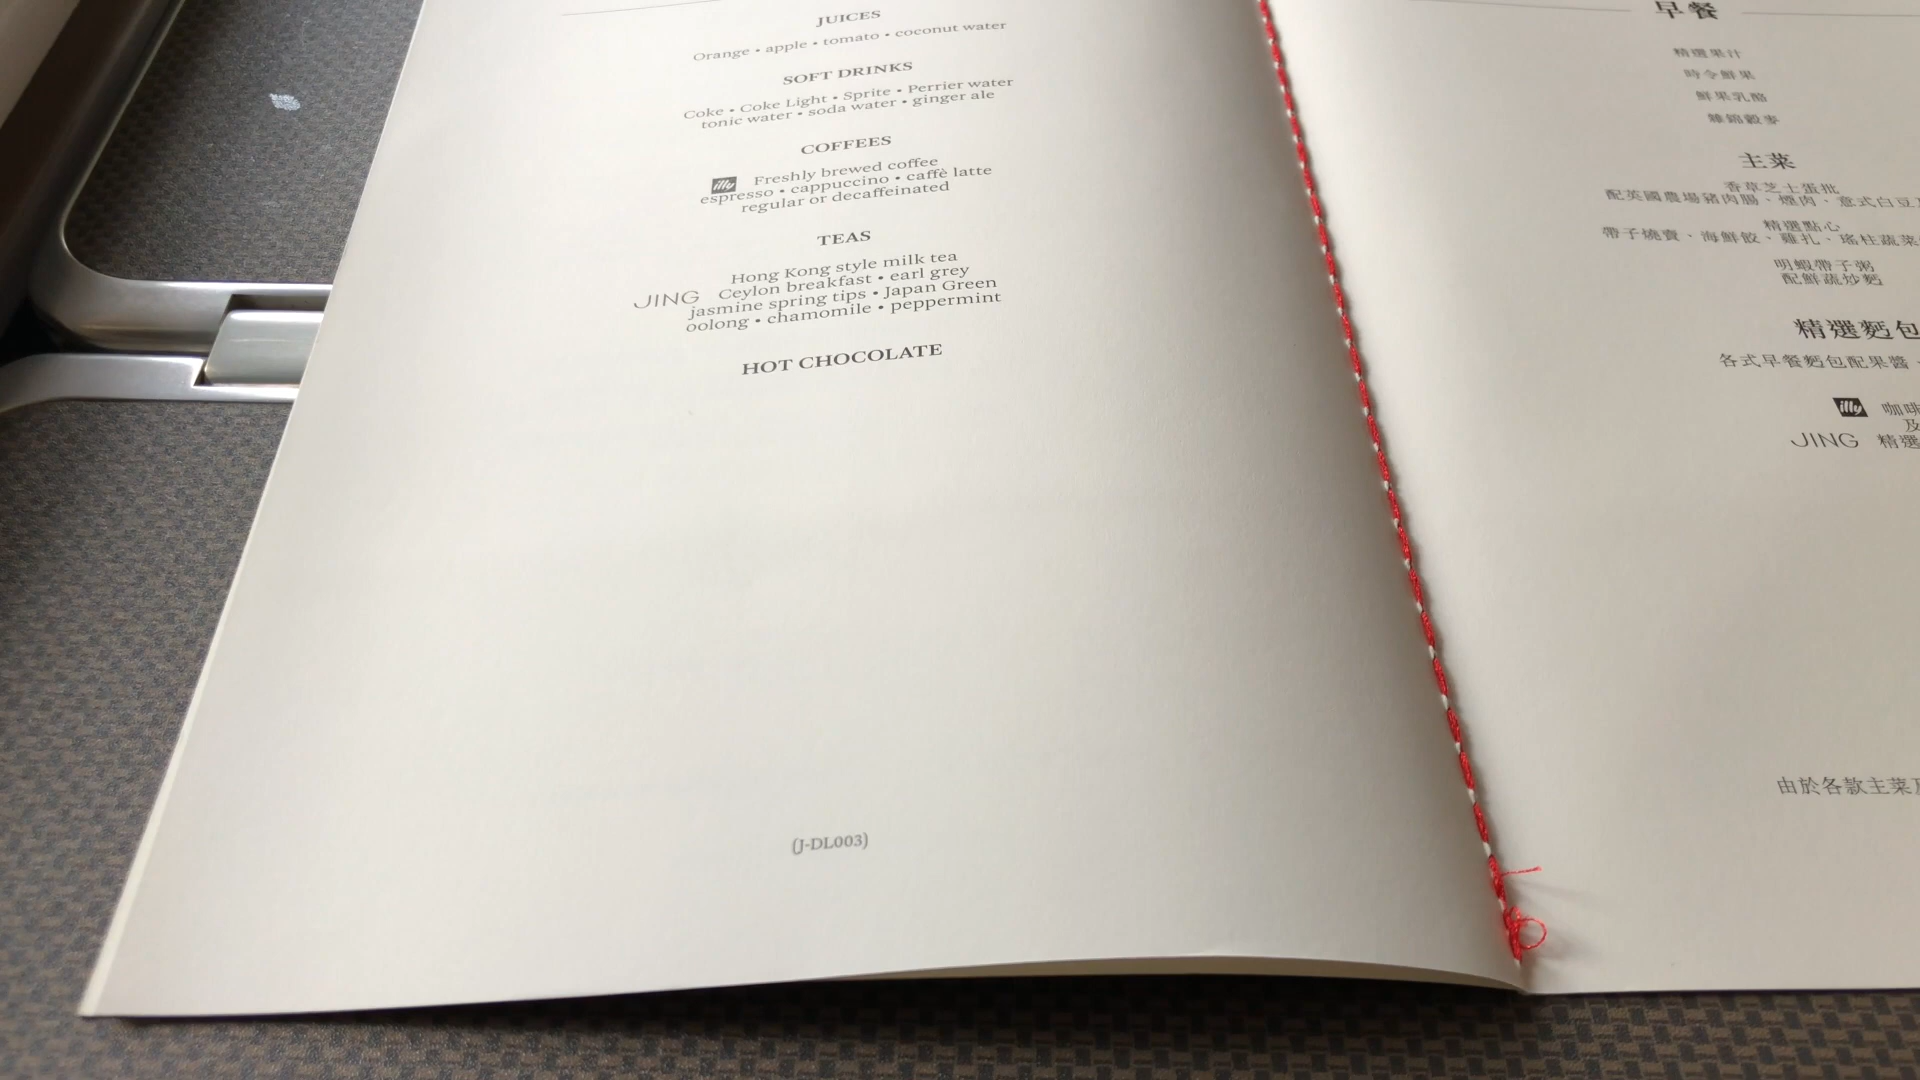 JUICES
Orange • apple • tomato • coconut water
SOFT DRINKS
Coke • Coke Light • Sprite • Perrier water
tonic water • soda water • ginger ale
COFFEES
illy Freshly brewed coffee
espresso • cappuccino • caffè latte
regular or decaffeinated
TEAS
Hong Kong style milk tea
JING Ceylon breakfast • earl grey
jasmine spring tips • Japan Green
oolong • chamomile • peppermint
HOT CHOCOLATE
(J-DL003)
早餐
精選果汁
時令鮮果
鮮果乳酪
雜錦穀麥
主菜
香草芝士蛋批
配英國農場豬肉腸、煙肉、意式白豆
精選點心
帶子燒賣、海鮮餃、雞扎、瑤柱蔬菜
明蝦帶子粥
配鮮蔬炒麪
精選麪包
各式早餐麪包配果醬
illy 咖啡
及
JING 精選
由於各款主菜及